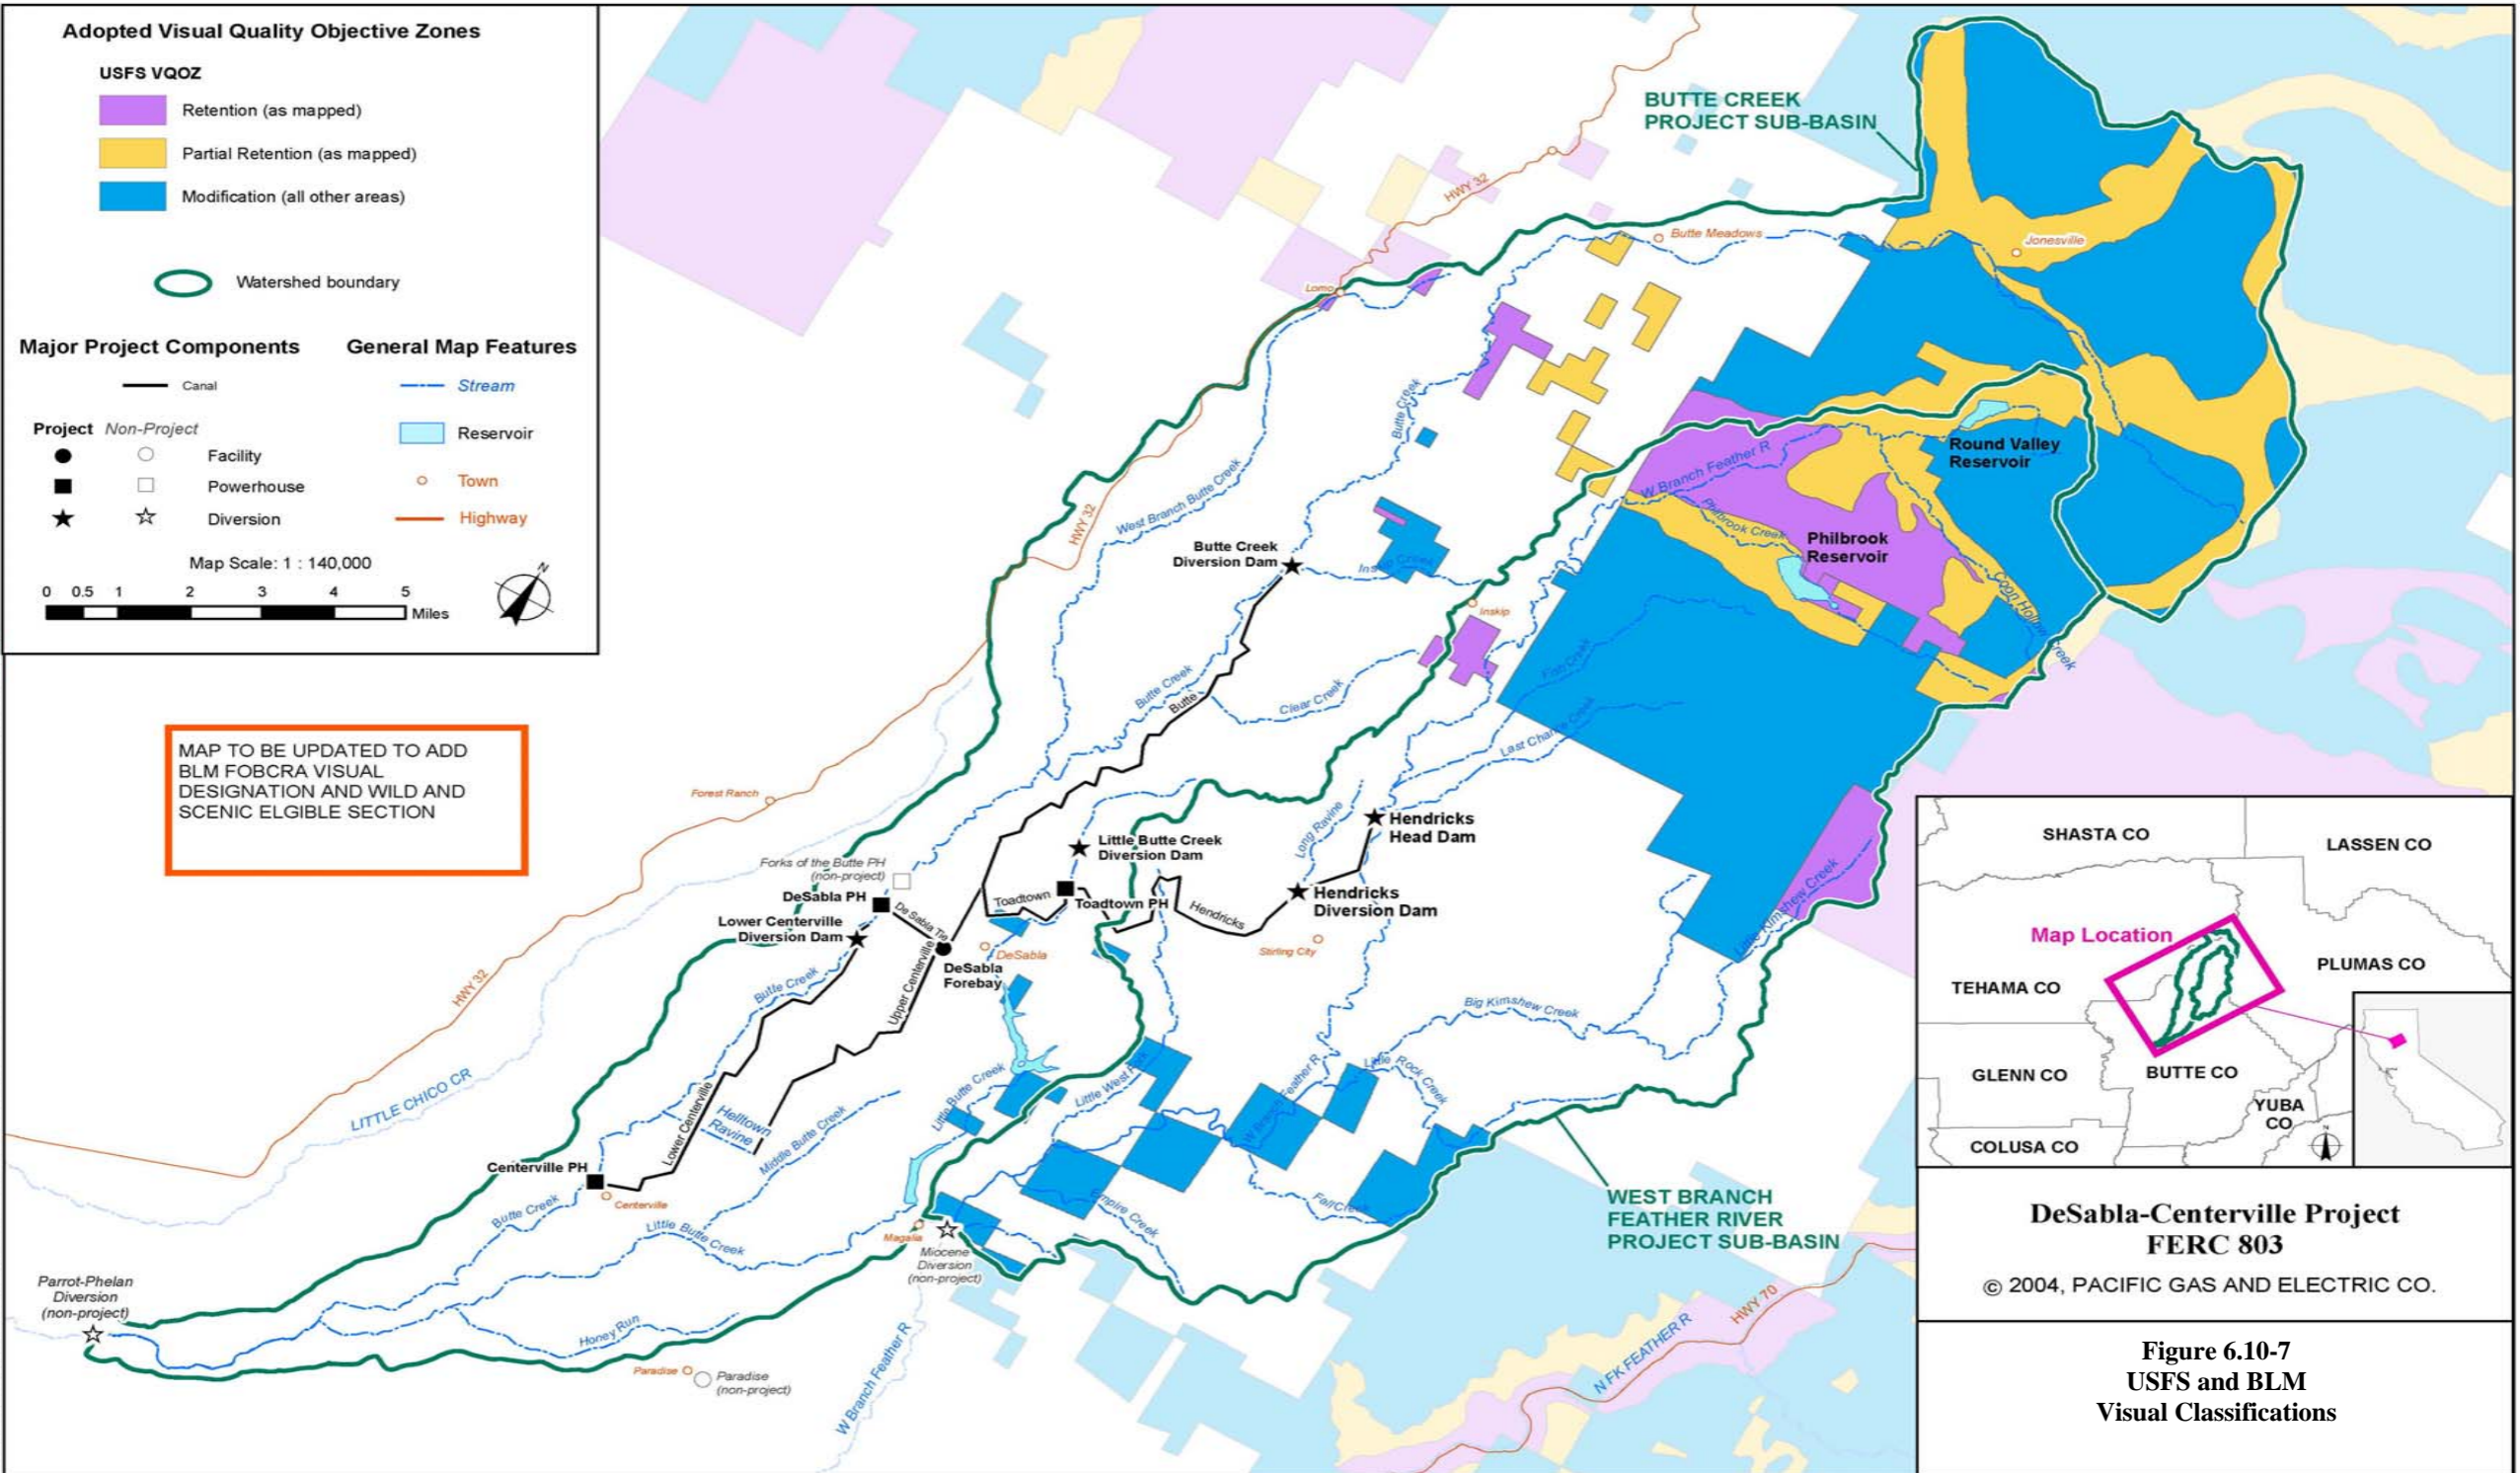 Adopted Visual Quality Objective Zones
USFS VQOZ
Retention (as mapped)
Partial Retention (as mapped)
Modification (all other areas)
Watershed boundary
Major Project Components
General Map Features
Canal
Stream
Project Non-Project
Reservoir
Facility
Powerhouse
Town
Diversion
Highway
Map Scale: 1 : 140,000
0 0.5 1 2 3 4 5
Miles
N
MAP TO BE UPDATED TO ADD
BLM FOBCRA VISUAL
DESIGNATION AND WILD AND
SCENIC ELGIBLE SECTION
BUTTE CREEK
PROJECT SUB-BASIN
HWY 32
Butte Meadows
Jonesville
Lomo
Butte Creek
West Branch Butte Creek
HWY 32
Round Valley
Reservoir
W Branch Feather R
Philbrook Creek
Philbrook
Reservoir
Coon Hollow Creek
Butte Creek
Diversion Dam
Inskip Creek
Inskip
Fish Creek
Last Chance Creek
Clear Creek
Butte Creek
Butte
Forest Ranch
Long Ravine
Hendricks
Head Dam
Little Butte Creek
Diversion Dam
Forks of the Butte PH
(non-project)
DeSabla PH
Toadtown
Toadtown PH
Hendricks
Hendricks
Diversion Dam
Lower Centerville
Diversion Dam
DeSabla Tie
DeSabla
Stirling City
Little Kimshew Creek
DeSabla
Forebay
Upper Centerville
Butte Creek
HWY 32
Big Kimshew Creek
LITTLE CHICO CR
Lower Centerville
Helltown
Ravine
Middle Butte Creek
Little Butte Creek
Little West Fork
W Branch Feather R
Little Rock Creek
Centerville PH
Centerville
Butte Creek
Little Butte Creek
Magalia
Miocene
Diversion
(non-project)
Empire Creek
Fall Creek
WEST BRANCH
FEATHER RIVER
PROJECT SUB-BASIN
Parrot-Phelan
Diversion
(non-project)
Honey Run
Paradise
Paradise
(non-project)
W Branch Feather R
N FK FEATHER R
HWY 70
SHASTA CO
LASSEN CO
Map Location
TEHAMA CO
PLUMAS CO
GLENN CO
BUTTE CO
YUBA
CO
COLUSA CO
N
DeSabla-Centerville Project
FERC 803
© 2004, PACIFIC GAS AND ELECTRIC CO.
Figure 6.10-7
USFS and BLM
Visual Classifications